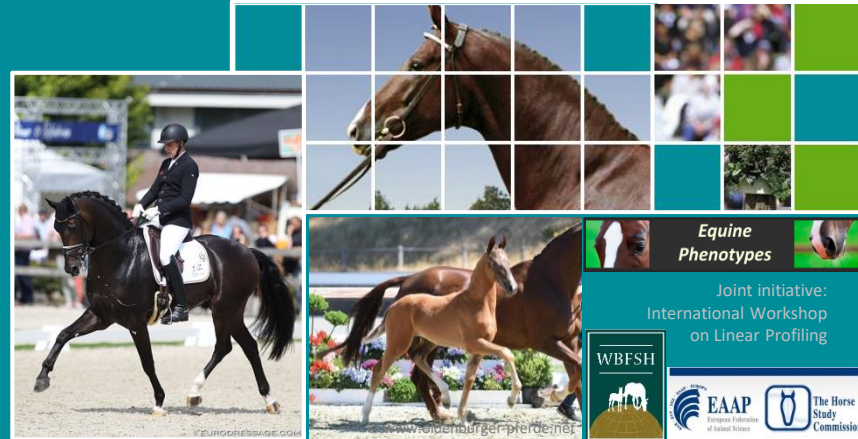 Equine
Phenotypes
Joint initiative:
International Workshop
on Linear Profiling
WBFSH
EAAP
European Federation
of Animal Science
The Horse
Study
Commissio
©EURODRESSAGE.COM
www.oldenburger-pferde.net